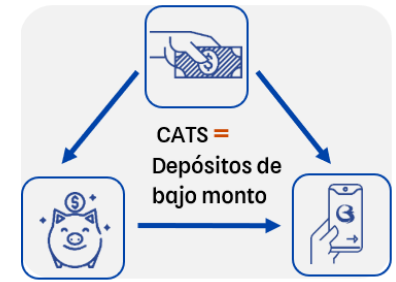 $
CATS =
Depósitos de
bajo monto
$